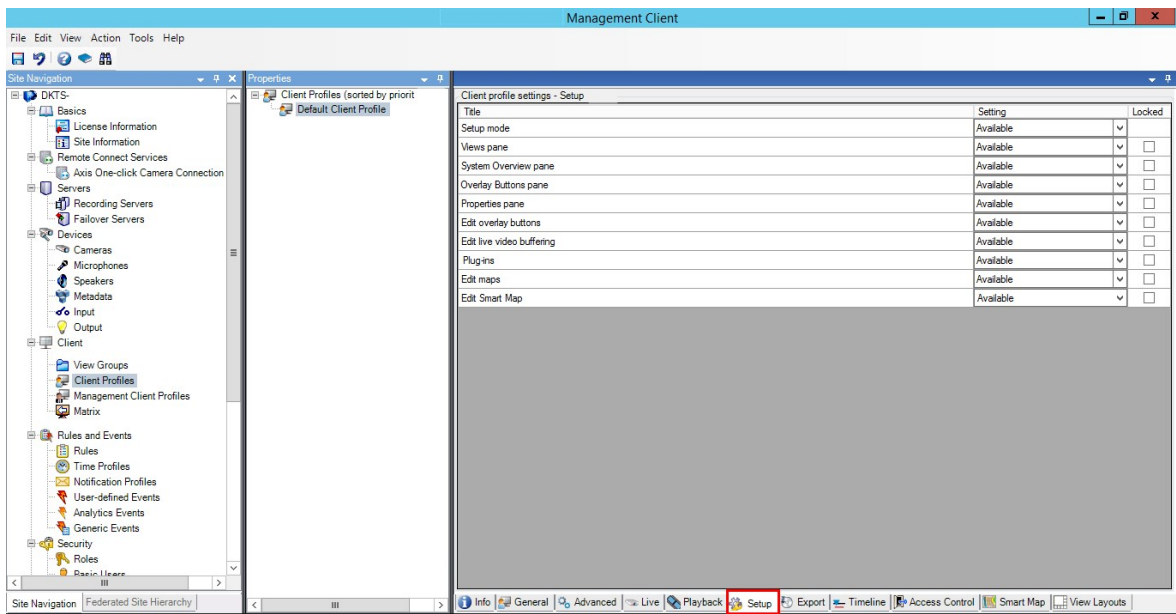 Management Client
File Edit View Action Tools Help
Site Navigation
DKTS-
Basics
License Information
Site Information
Remote Connect Services
Axis One-click Camera Connection
Servers
Recording Servers
Failover Servers
Devices
Cameras
Microphones
Speakers
Metadata
Input
Output
Client
View Groups
Client Profiles
Management Client Profiles
Matrix
Rules and Events
Rules
Time Profiles
Notification Profiles
User-defined Events
Analytics Events
Generic Events
Security
Roles
Basic Users
Site Navigation Federated Site Hierarchy
Properties
Client Profiles (sorted by priorit
Default Client Profile
Client profile settings - Setup
Title Setting Locked
Setup mode Available
Views pane Available
System Overview pane Available
Overlay Buttons pane Available
Properties pane Available
Edit overlay buttons Available
Edit live video buffering Available
Plug-ins Available
Edit maps Available
Edit Smart Map Available
Info General Advanced Live Playback Setup Export Timeline Access Control Smart Map View Layouts